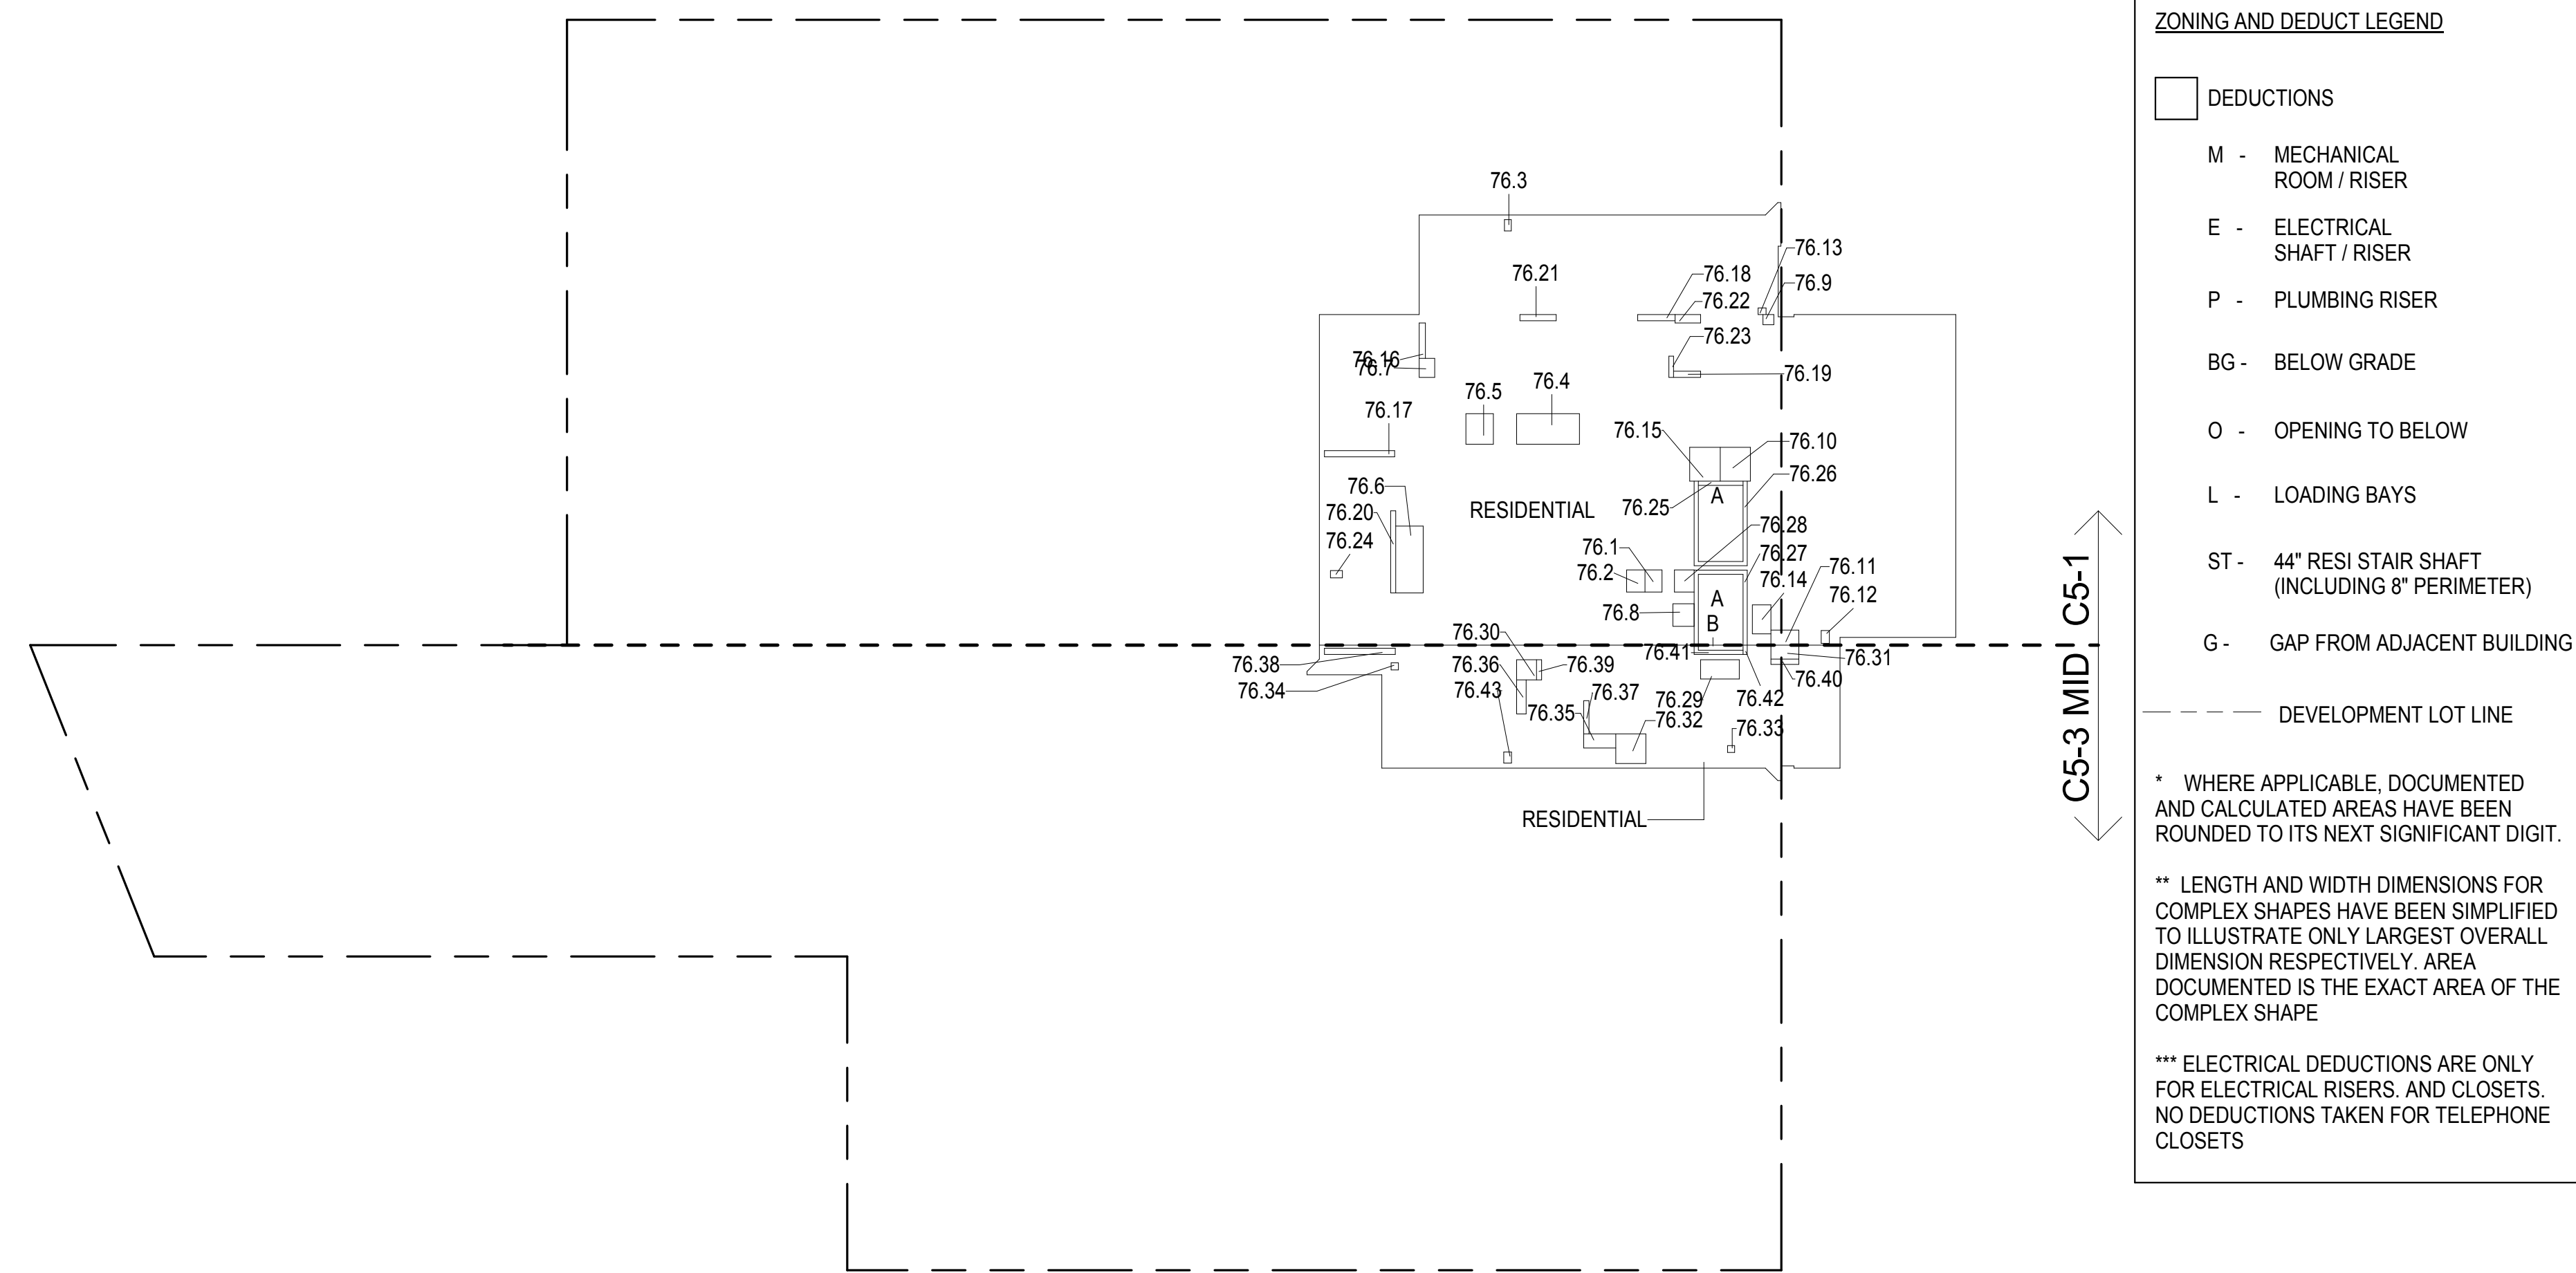 76.3
76.13
76.21
76.18
76.9
76.22
76.23
76.16
76.7
76.19
76.5
76.4
76.17
76.15
76.10
76.26
76.6
A
76.25
RESIDENTIAL
76.20
76.28
76.24
76.1
76.27
76.2
76.14
76.11
76.12
A
76.8
B
76.30
76.41
76.31
76.38
76.36
76.39
76.34
76.43
76.37
76.29
76.42
76.40
76.35
76.32
76.33
RESIDENTIAL
C5-3 MID C5-1
ZONING AND DEDUCT LEGEND
DEDUCTIONS
M - MECHANICAL
ROOM / RISER
E - ELECTRICAL
SHAFT / RISER
P - PLUMBING RISER
BG - BELOW GRADE
O - OPENING TO BELOW
L - LOADING BAYS
ST - 44" RESI STAIR SHAFT
(INCLUDING 8" PERIMETER)
G - GAP FROM ADJACENT BUILDING
DEVELOPMENT LOT LINE
* WHERE APPLICABLE, DOCUMENTED
AND CALCULATED AREAS HAVE BEEN
ROUNDED TO ITS NEXT SIGNIFICANT DIGIT.
** LENGTH AND WIDTH DIMENSIONS FOR
COMPLEX SHAPES HAVE BEEN SIMPLIFIED
TO ILLUSTRATE ONLY LARGEST OVERALL
DIMENSION RESPECTIVELY. AREA
DOCUMENTED IS THE EXACT AREA OF THE
COMPLEX SHAPE
*** ELECTRICAL DEDUCTIONS ARE ONLY
FOR ELECTRICAL RISERS. AND CLOSETS.
NO DEDUCTIONS TAKEN FOR TELEPHONE
CLOSETS